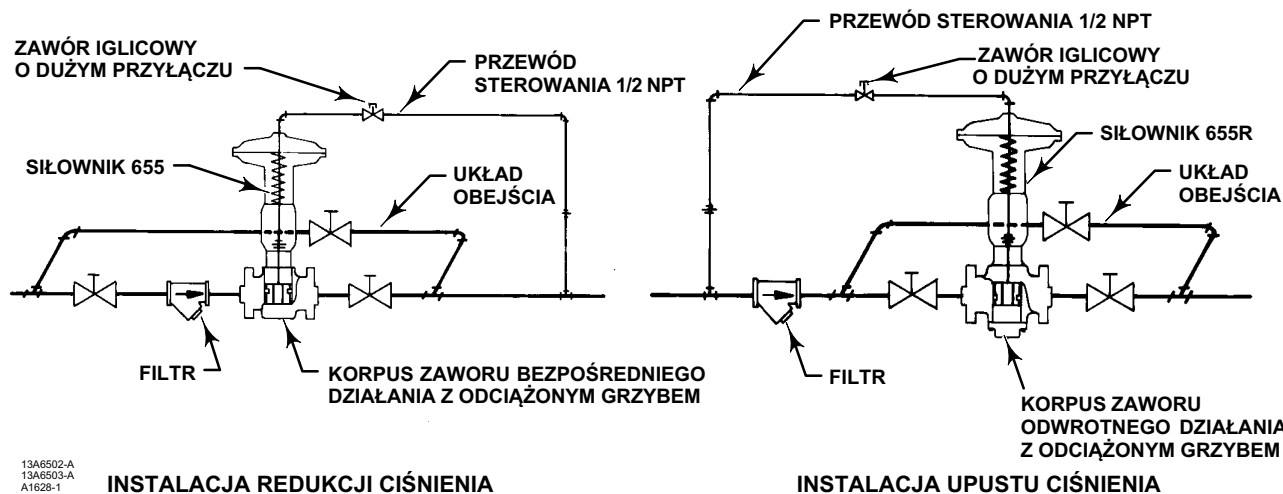 ZAWÓR IGLICOWY
O DUŻYM PRZYŁĄCZU
PRZEWÓD
STEROWANIA 1/2 NPT
SIŁOWNIK 655
UKŁAD
OBEJŚCIA
FILTR
KORPUS ZAWORU BEZPOŚREDNIEGO
DZIAŁANIA Z ODCIĄŻONYM GRZYBEM
13A6502-A
13A6503-A
A1628-1
INSTALACJA REDUKCJI CIŚNIENIA
PRZEWÓD STEROWANIA 1/2 NPT
ZAWÓR IGLICOWY
O DUŻYM PRZYŁĄCZU
SIŁOWNIK 655R
UKŁAD
OBEJŚCIA
FILTR
KORPUS ZAWORU
ODWROTNEGO DZIAŁANIA
Z ODCIĄŻONYM GRZYBEM
INSTALACJA UPUSTU CIŚNIENIA